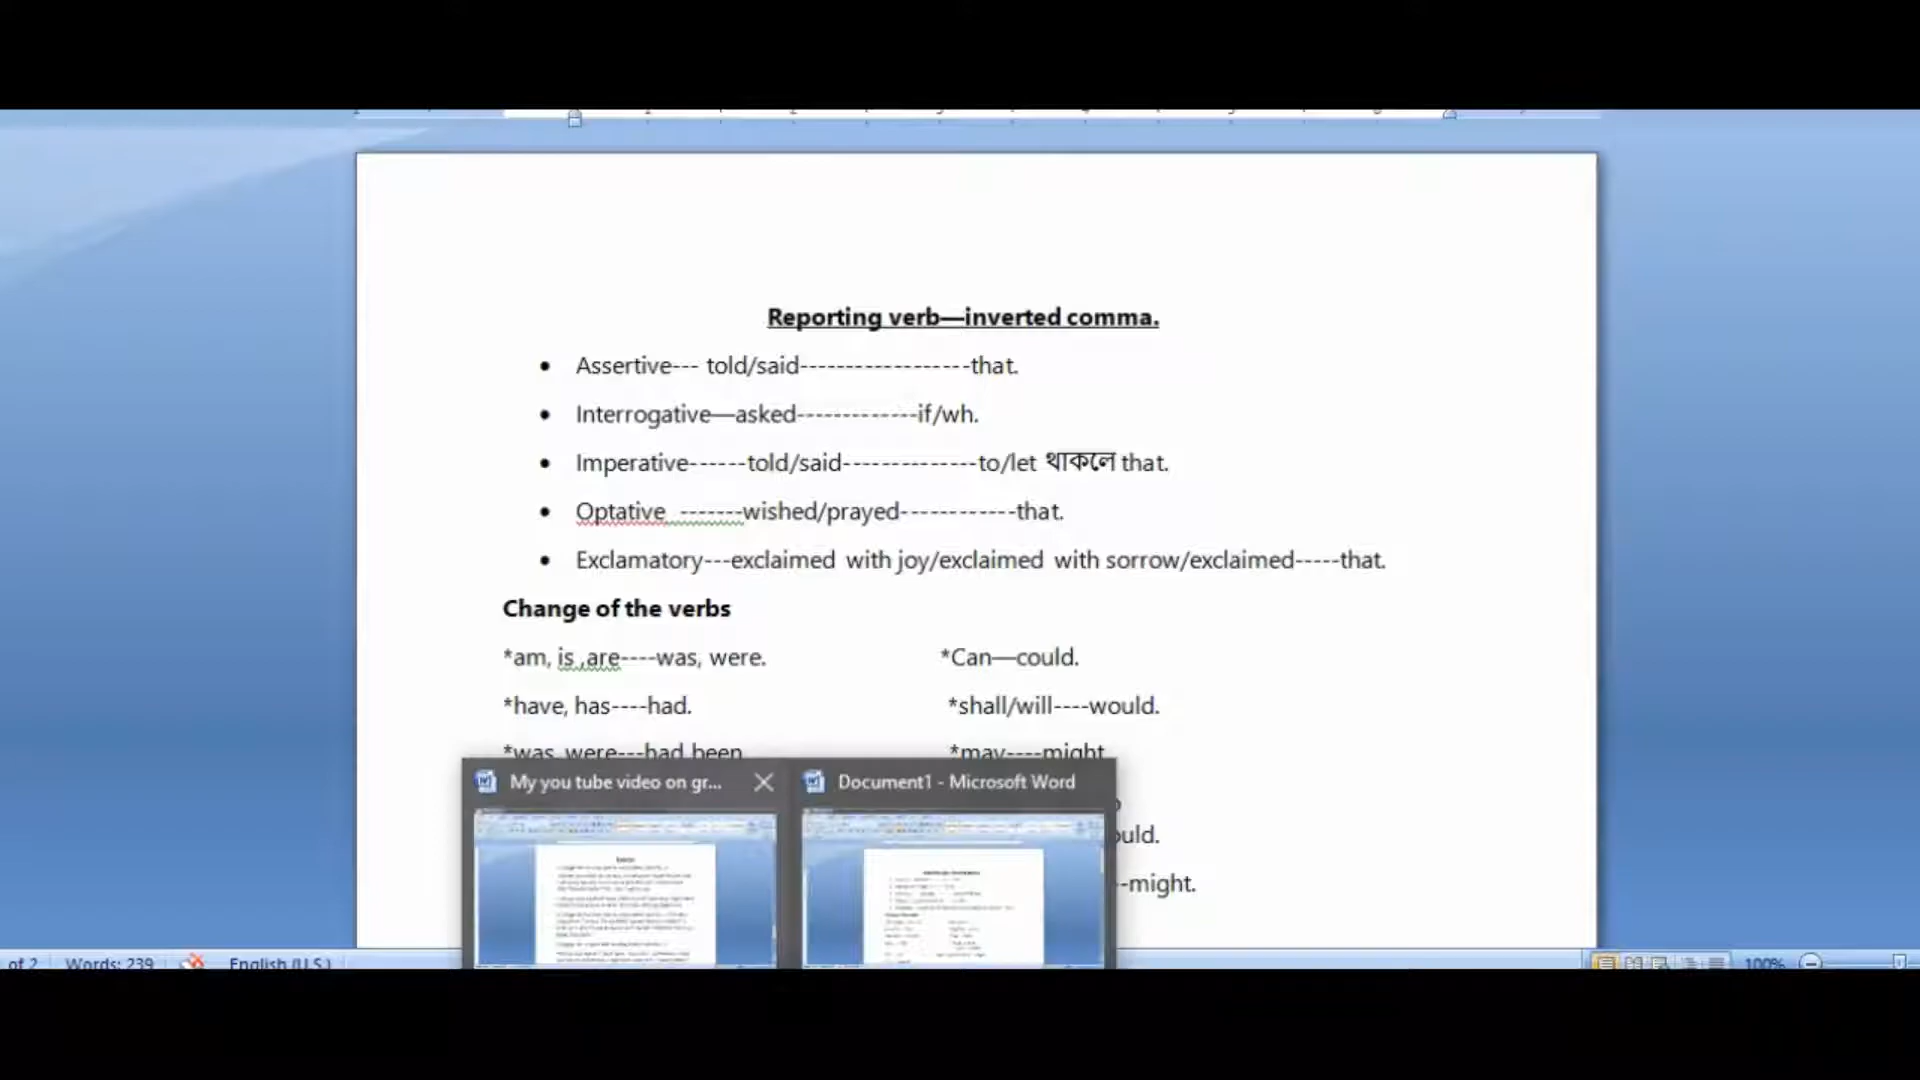 Reporting verb—inverted comma.
• Assertive--- told/said------------------that.
• Interrogative—asked-------------if/wh.
• Imperative------told/said--------------to/let থাকলে that.
• Optative -------wished/prayed------------that.
• Exclamatory---exclaimed with joy/exclaimed with sorrow/exclaimed-----that.
Change of the verbs
*am, is ,are----was, were. *Can—could.
*have, has----had. *shall/will----would.
*was, were---had been *may----might
ould.
--might.
My you tube video on gr... Document1 - Microsoft Word
of 2 Words: 239 English (U.S.) 100%